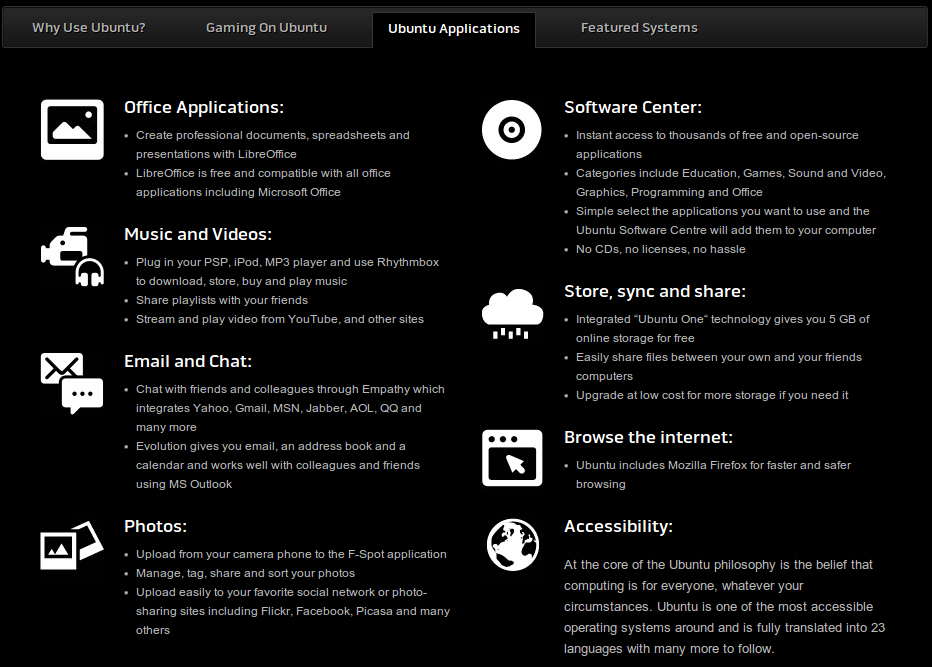 Why Use Ubuntu?
Gaming On Ubuntu
Ubuntu Applications
Featured Systems
Office Applications:
Create professional documents, spreadsheets and
presentations with LibreOffice
LibreOffice is free and compatible with all office
applications including Microsoft Office
Music and Videos:
Plug in your PSP, iPod, MP3 player and use Rhythmbox
to download, store, buy and play music
Share playlists with your friends
Stream and play video from YouTube, and other sites
Email and Chat:
Chat with friends and colleagues through Empathy which
integrates Yahoo, Gmail, MSN, Jabber, AOL, QQ and
many more
Evolution gives you email, an address book and a
calendar and works well with colleagues and friends
using MS Outlook
Photos:
Upload from your camera phone to the F-Spot application
Manage, tag, share and sort your photos
Upload easily to your favorite social network or photo-
sharing sites including Flickr, Facebook, Picasa and many
others
Software Center:
Instant access to thousands of free and open-source
applications
Categories include Education, Games, Sound and Video,
Graphics, Programming and Office
Simple select the applications you want to use and the
Ubuntu Software Centre will add them to your computer
No CDs, no licenses, no hassle
Store, sync and share:
Integrated “Ubuntu One“ technology gives you 5 GB of
online storage for free
Easily share files between your own and your friends
computers
Upgrade at low cost for more storage if you need it
Browse the internet:
Ubuntu includes Mozilla Firefox for faster and safer
browsing
Accessibility:
At the core of the Ubuntu philosophy is the belief that
computing is for everyone, whatever your
circumstances. Ubuntu is one of the most accessible
operating systems around and is fully translated into 23
languages with many more to follow.